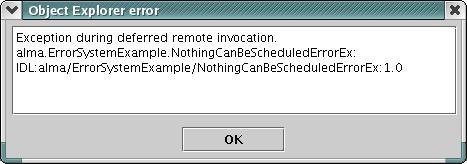 Object Explorer error
Exception during deferred remote invocation.
alma.ErrorSystemExample.NothingCanBeScheduledErrorEx:
IDL:alma/ErrorSystemExample/NothingCanBeScheduledErrorEx:1.0
OK